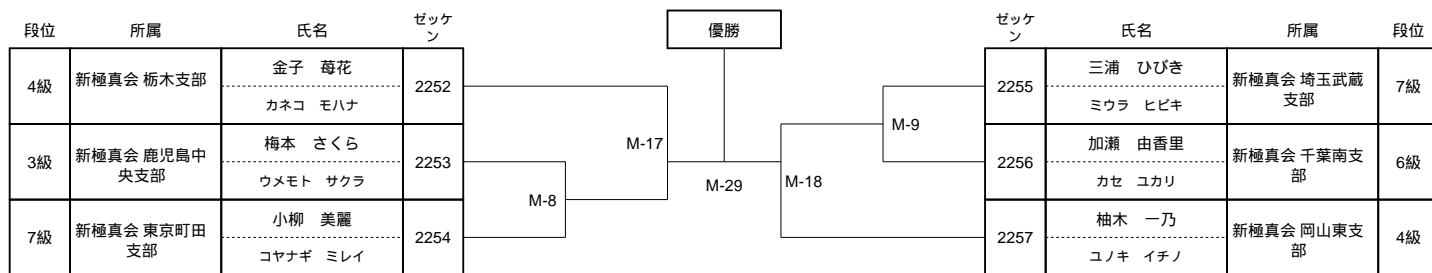 段位 所属 氏名 ゼッケン
優勝
ゼッケン 氏名 所属 段位
4級 新極真会 栃木支部 金子 苺花 2252
カネコ モハナ
3級 新極真会 鹿児島中央支部 梅本 さくら 2253
ウメモト サクラ
7級 新極真会 東京町田支部 小柳 美麗 2254
コヤナギ ミレイ
M-17
M-8
M-29
M-18
M-9
2255 三浦 ひびき 新極真会 埼玉武蔵支部 7級
ミウラ ヒビキ
2256 加瀬 由香里 新極真会 千葉南支部 6級
カセ ユカリ
2257 柚木 一乃 新極真会 岡山東支部 4級
ユノキ イチノ